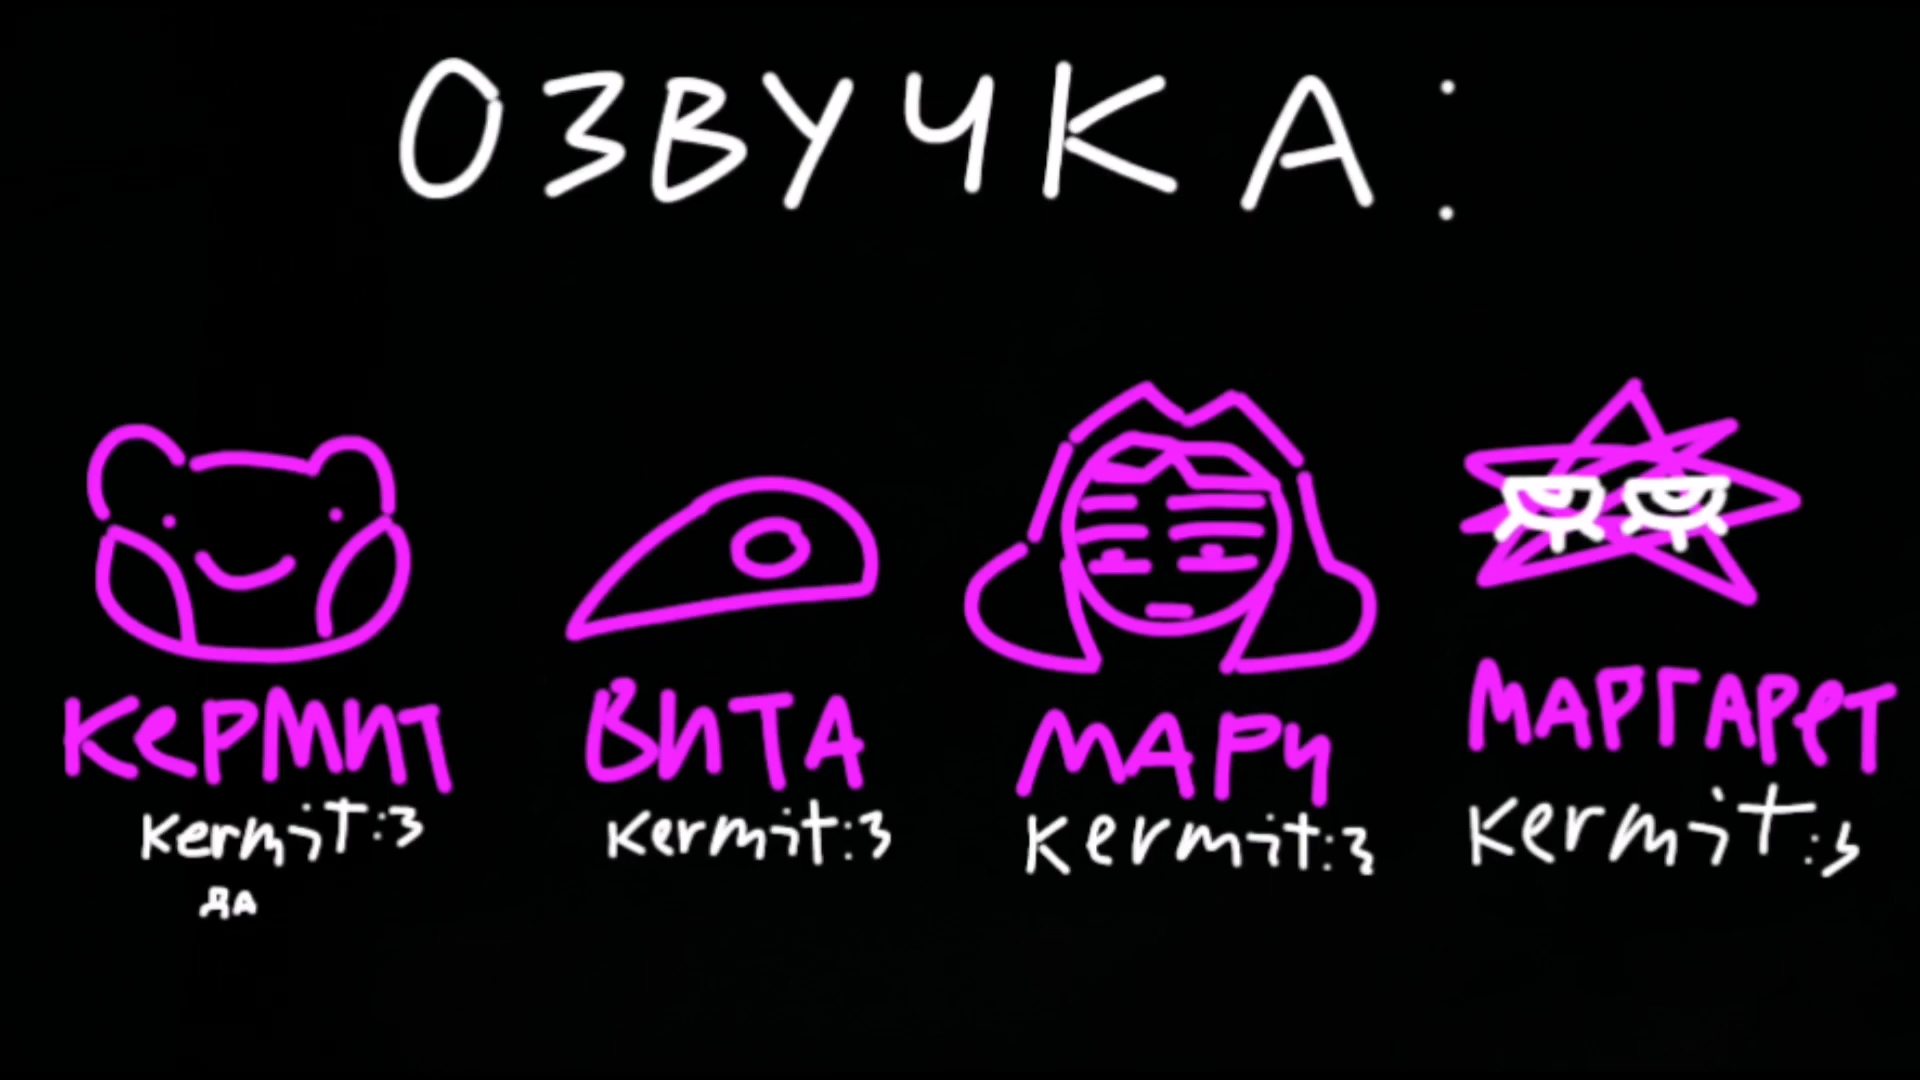 ОЗВУЧКА:
КЕРМИТ ВИТА МАРИ МАРГАРЕТ
Kermit:3 Kermit:3 Kermit:3 Kermit:3
ДА